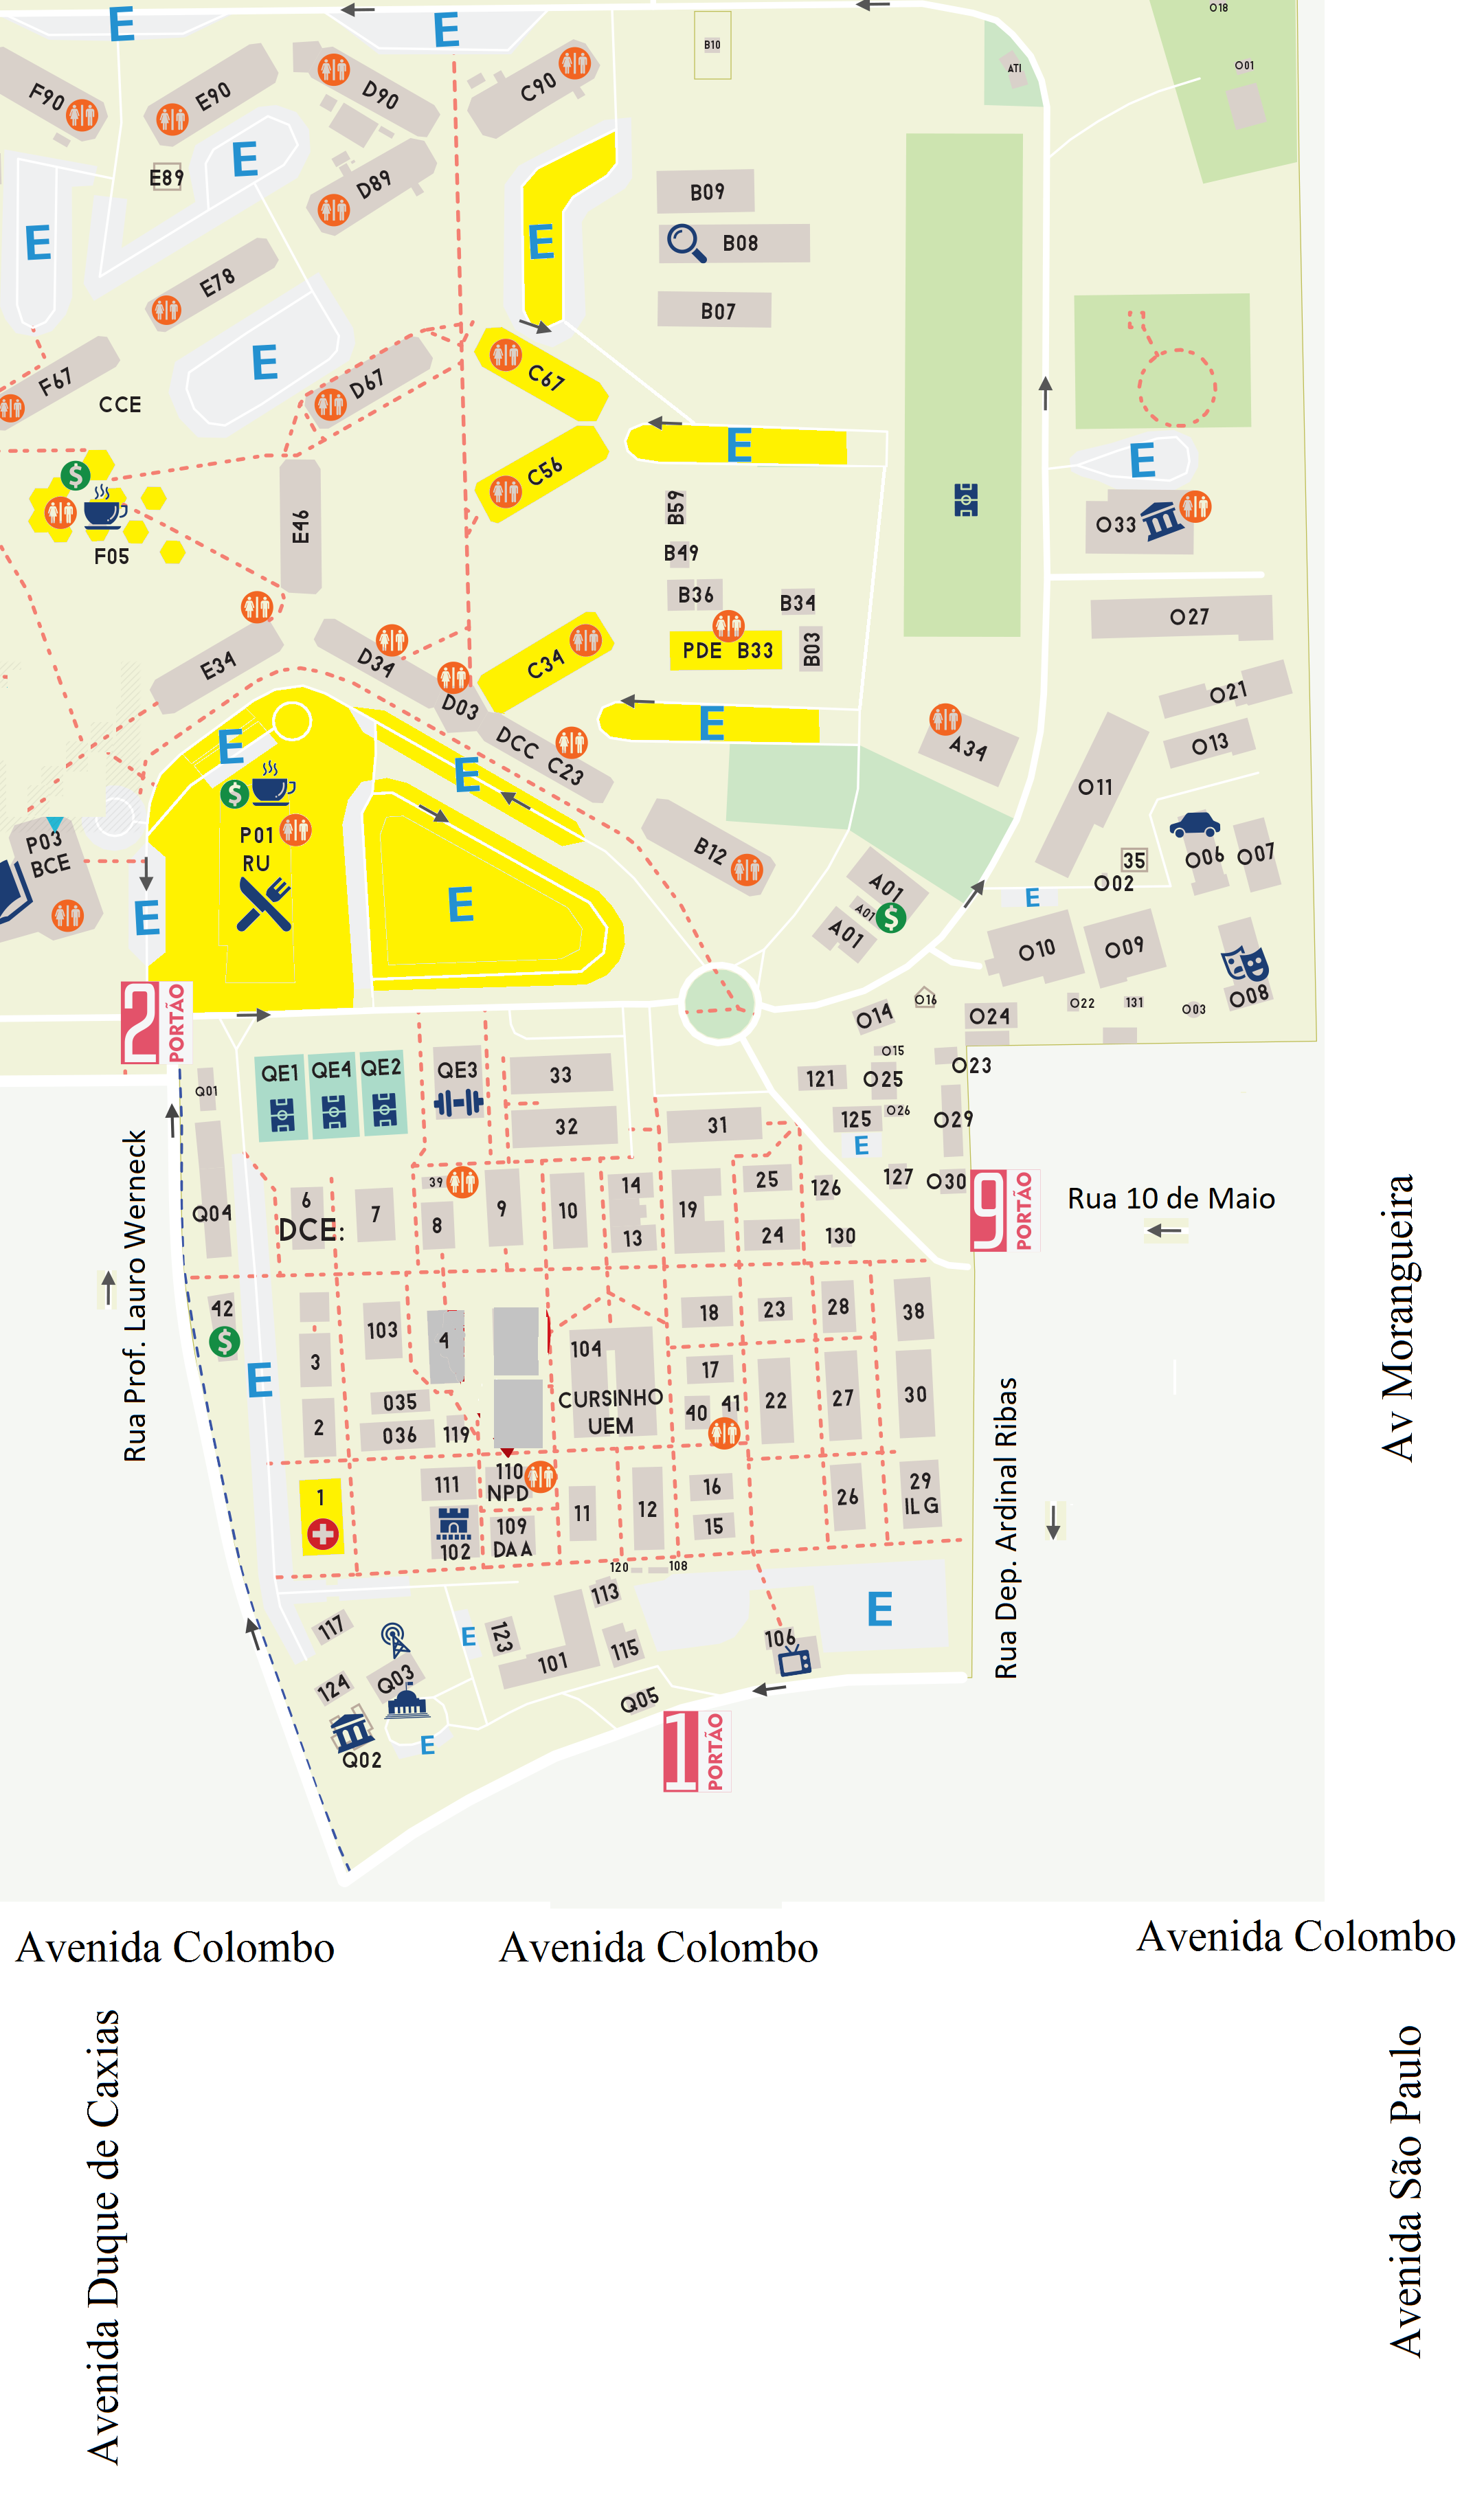 E
E
B10
O18
O01
ATI
F90
E90
D90
C90
E
E89
D89
B09
E
E
B08
E78
B07
E
F67
D67
C67
CCE
E
C56
E
$
B59
O33
F05
E46
B49
B36
B34
O27
PDE B33
B03
E34
D34
C34
O21
D03
E
E
DCC C23
A34
O13
E
O11
$
P01
RU
P03
BCE
B12
35
O06
O07
O02
A01
A01
$
A01
E
E
E
O10
O09
O08
2
PORTÃO
O16
O22
131
O03
O14
O24
QE1
QE4
QE2
QE3
33
O15
O23
Q01
121
O25
32
31
125
O26
O29
E
39
14
25
126
127
O30
9
PORTÃO
Rua 10 de Maio
Q04
6
DCE:
7
8
9
10
13
19
24
130
Rua Prof. Lauro Werneck
Av Morangueira
42
$
103
4
104
18
23
28
38
3
E
17
035
CURSINHO
UEM
40
41
22
27
30
2
036
119
Rua Dep. Ardinal Ribas
1
111
110
NPD
11
12
16
26
29
ILG
102
109
DAA
15
120
108
117
E
123
113
115
101
106
E
124
Q03
Q05
Q02
E
1
PORTÃO
Avenida Colombo
Avenida Colombo
Avenida Colombo
Avenida Duque de Caxias
Avenida São Paulo